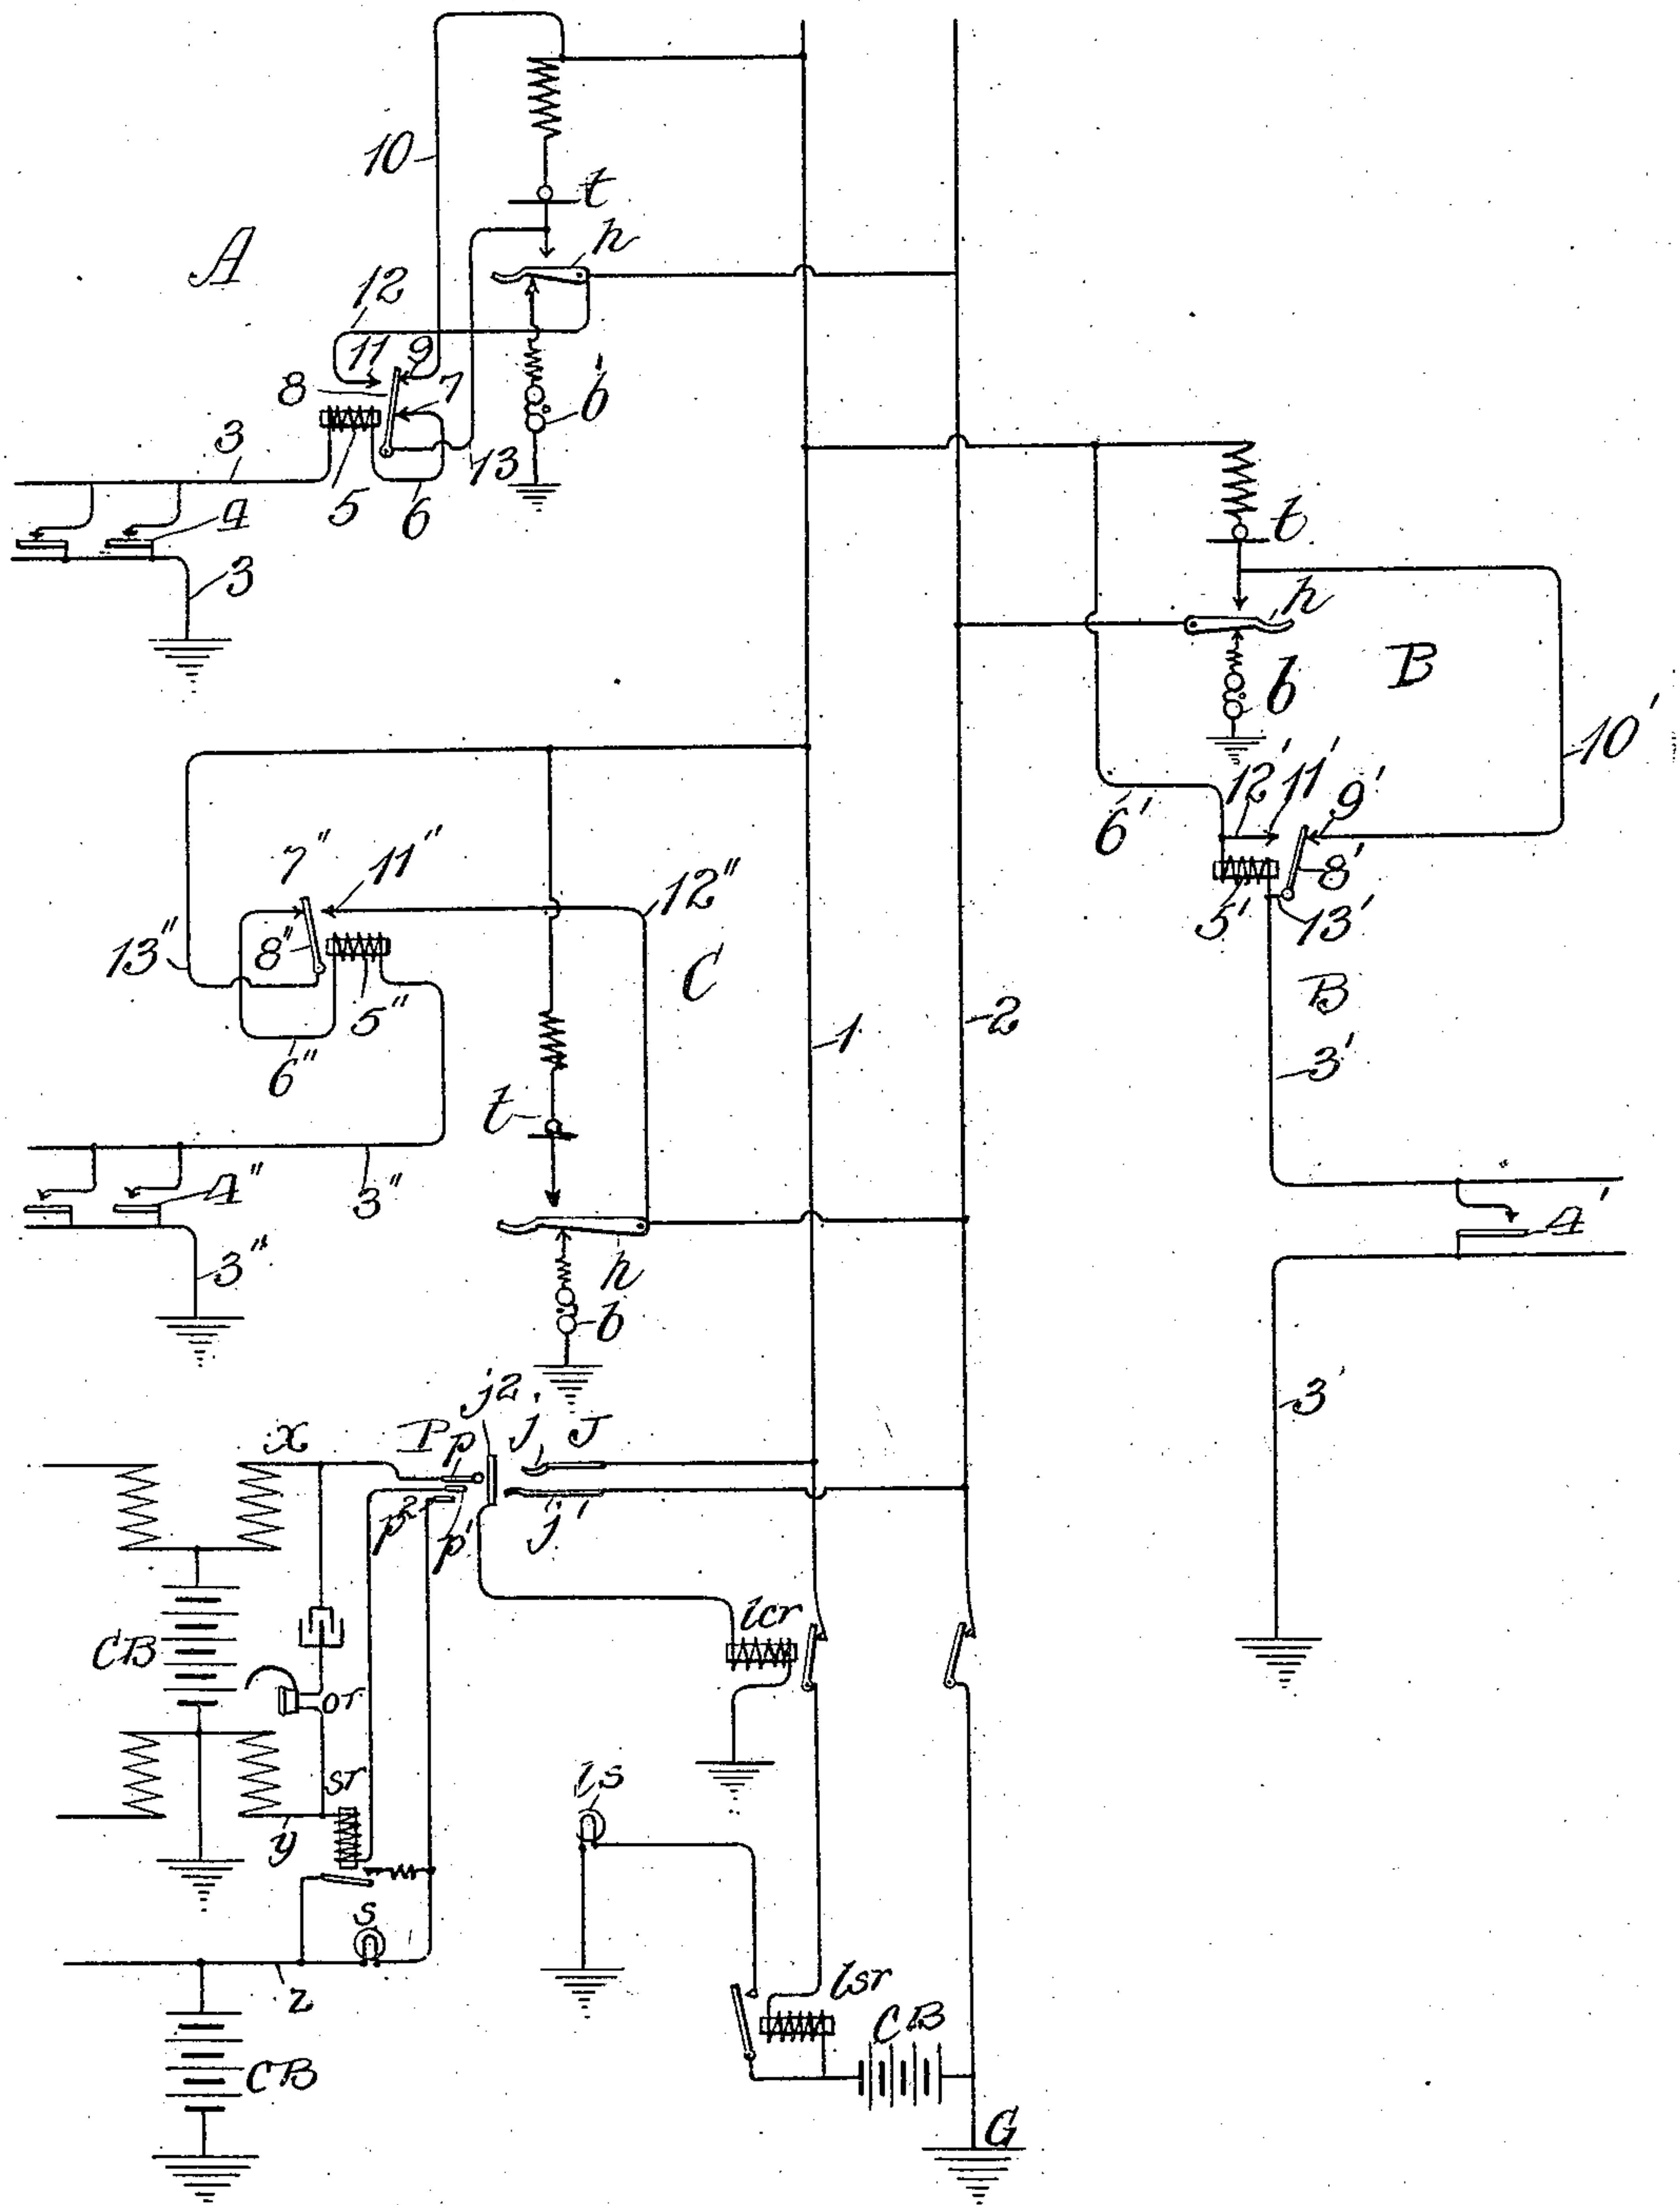 10
t
A
h
12
11
9
8
7
b'
3
13
5
6
4
t
3
h
B
b
10'
12'
11'
9'
6'
7"
11"
8'
12"
5'
13'
13"
8"
C
B
5"
1
2
3'
6"
t
4"
3"
4'
3"
h
b
j2
3'
X
P
p
j
J
p2
p'
j'
lcr
CB
or
ls
sr
y
s
lsr
2
CB
CB
G